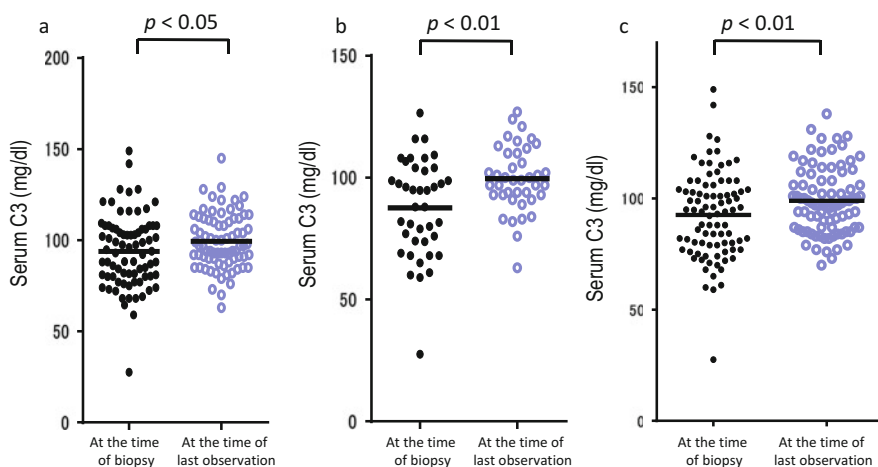 a
p < 0.05
Serum C3 (mg/dl)
200
150
100
50
0
At the time of biopsy
At the time of last observation
b
p < 0.01
Serum C3 (mg/dl)
150
100
50
0
At the time of biopsy
At the time of last observation
c
p < 0.01
Serum C3 (mg/dl)
150
100
50
0
At the time of biopsy
At the time of last observation